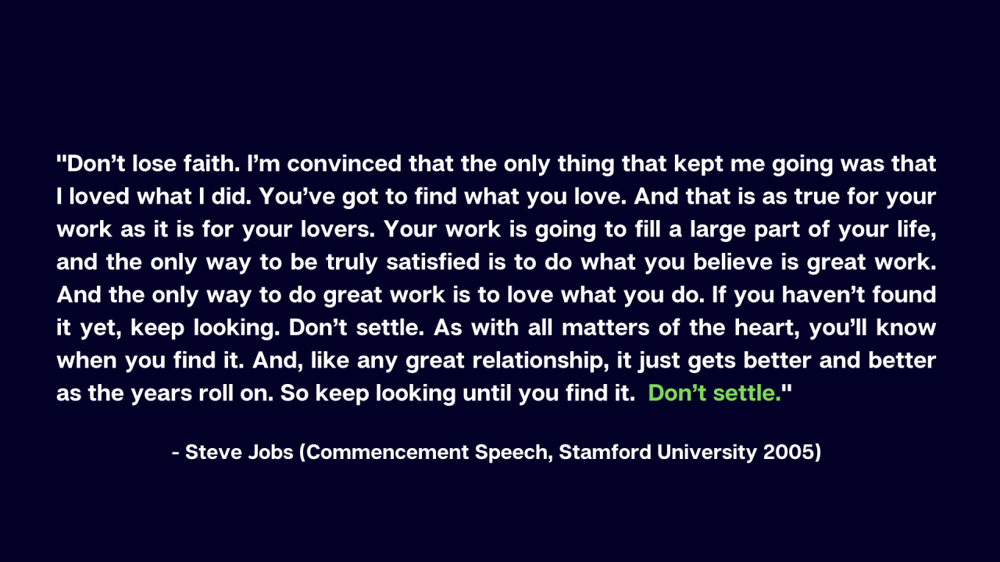 "Don’t lose faith. I’m convinced that the only thing that kept me going was that
I loved what I did. You’ve got to find what you love. And that is as true for your
work as it is for your lovers. Your work is going to fill a large part of your life,
and the only way to be truly satisfied is to do what you believe is great work.
And the only way to do great work is to love what you do. If you haven’t found
it yet, keep looking. Don’t settle. As with all matters of the heart, you’ll know
when you find it. And, like any great relationship, it just gets better and better
as the years roll on. So keep looking until you find it.  Don’t settle."
- Steve Jobs (Commencement Speech, Stamford University 2005)